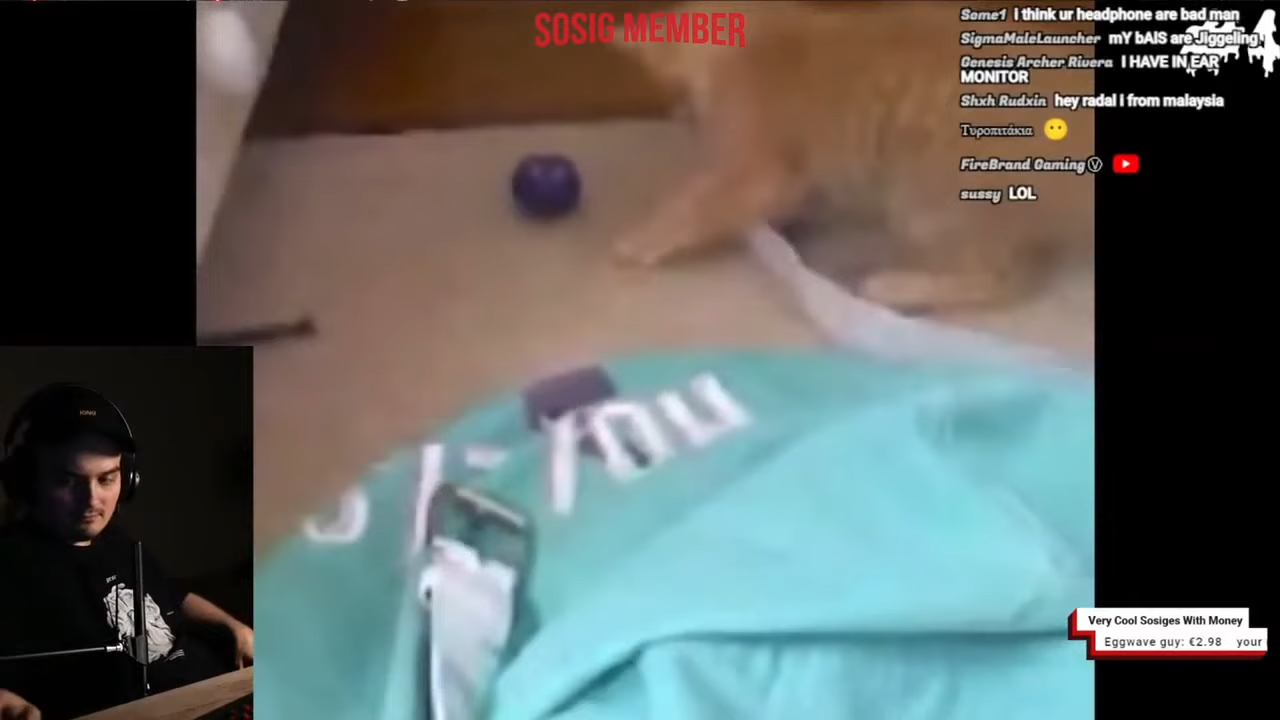 SOSIG MEMBER
Some1 i think ur headphone are bad man
SigmaMaleLauncher mY bAlS are Jiggeling
Genesis Archer Rivera I HAVE IN EAR
MONITOR
Shxh Rudxin hey radal I from malaysia
Τυροπιτάκια
FireBrand Gaming
sussy LOL
KING
Very Cool Sosiges With Money
Eggwave guy: €2.98 your